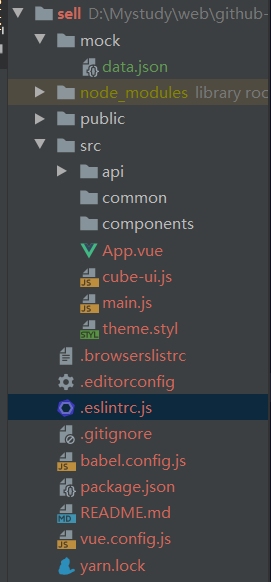 sell D:\Mystudy\web\github-
mock
data.json
node_modules library roo
public
src
api
common
components
App.vue
cube-ui.js
main.js
theme.styl
.browserslistrc
.editorconfig
.eslintrc.js
.gitignore
babel.config.js
package.json
README.md
vue.config.js
yarn.lock